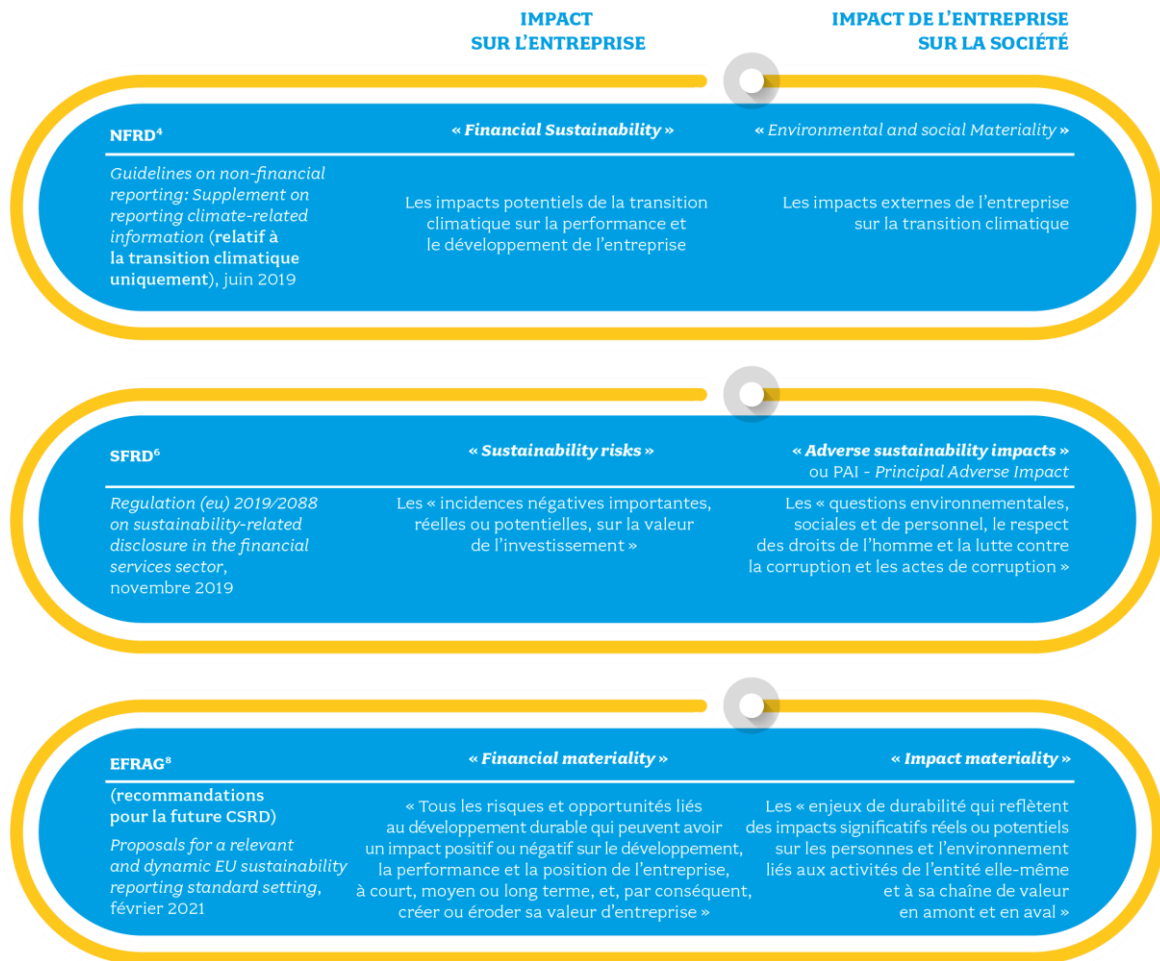 IMPACT
SUR L’ENTREPRISE
IMPACT DE L’ENTREPRISE
SUR LA SOCIÉTÉ
NFRD⁴
« Financial Sustainability »
« Environmental and social Materiality »
Guidelines on non-financial
reporting: Supplement on
reporting climate-related
information (relatif à
la transition climatique
uniquement), juin 2019
Les impacts potentiels de la transition
climatique sur la performance et
le développement de l’entreprise
Les impacts externes de l’entreprise
sur la transition climatique
SFRD⁶
« Sustainability risks »
« Adverse sustainability impacts »
ou PAI - Principal Adverse Impact
Regulation (eu) 2019/2088
on sustainability-related
disclosure in the financial
services sector,
novembre 2019
Les « incidences négatives importantes,
réelles ou potentielles, sur la valeur
de l’investissement »
Les « questions environnementales,
sociales et de personnel, le respect
des droits de l’homme et la lutte contre
la corruption et les actes de corruption »
EFRAG⁸
« Financial materiality »
« Impact materiality »
(recommandations
pour la future CSRD)
Proposals for a relevant
and dynamic EU sustainability
reporting standard setting,
février 2021
« Tous les risques et opportunités liés
au développement durable qui peuvent avoir
un impact positif ou négatif sur le développement,
la performance et la position de l’entreprise,
à court, moyen ou long terme, et, par conséquent,
créer ou éroder sa valeur d’entreprise »
Les « enjeux de durabilité qui reflètent
des impacts significatifs réels ou potentiels
sur les personnes et l’environnement
liés aux activités de l’entité elle-même
et à sa chaîne de valeur
en amont et en aval »